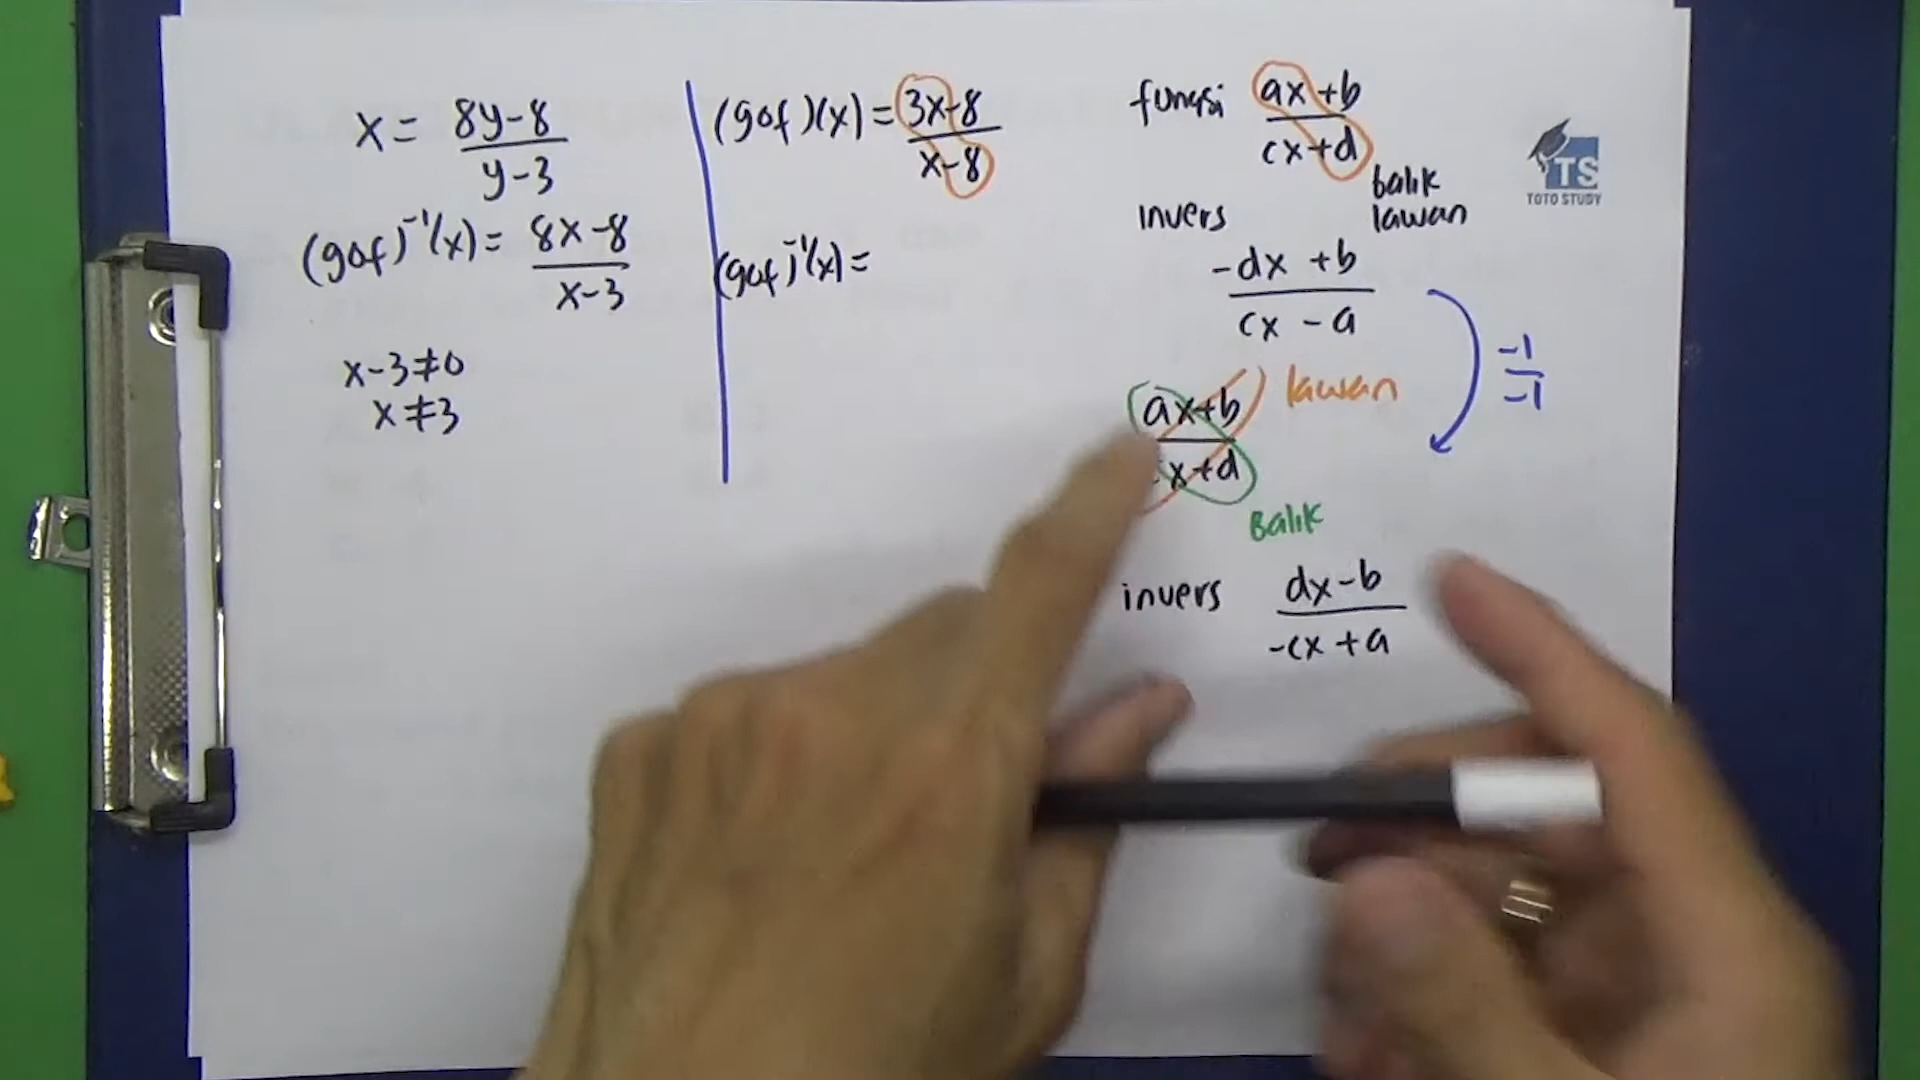 x = 8y-8
y-3
(gof)⁻¹(x) = 8x-8
x-3
x-3≠0
x≠3
(gof)(x) = 3x-8
x-8
(gof)⁻¹(x) =
fungsi ax+b
cx+d
balik
lawan
invers
-dx +b
cx -a
-1
-1
ax+b lawan
x+d
Balik
invers dx-b
-cx+a
TS
TOTO STUDY